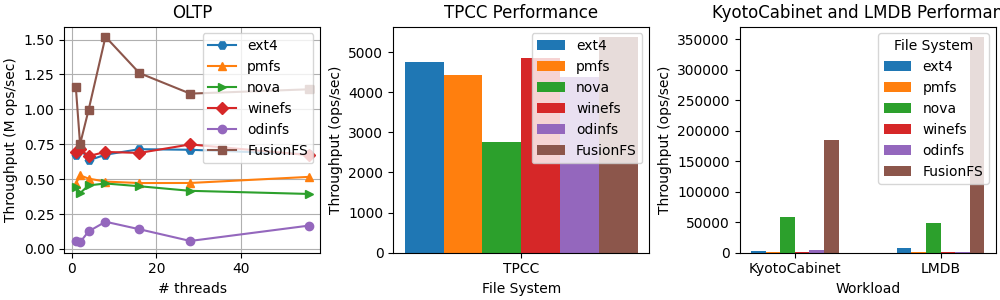 OLTP
Throughput (M ops/sec)
1.50
1.25
1.00
0.75
0.50
0.25
0.00
0
20
40
# threads
ext4
pmfs
nova
winefs
odinfs
FusionFS
TPCC Performance
Throughput (ops/sec)
5000
4000
3000
2000
1000
0
TPCC
File System
ext4
pmfs
nova
winefs
odinfs
FusionFS
KyotoCabinet and LMDB Performan
Throughput (ops/sec)
350000
300000
250000
200000
150000
100000
50000
0
KyotoCabinet
LMDB
Workload
File System
ext4
pmfs
nova
winefs
odinfs
FusionFS